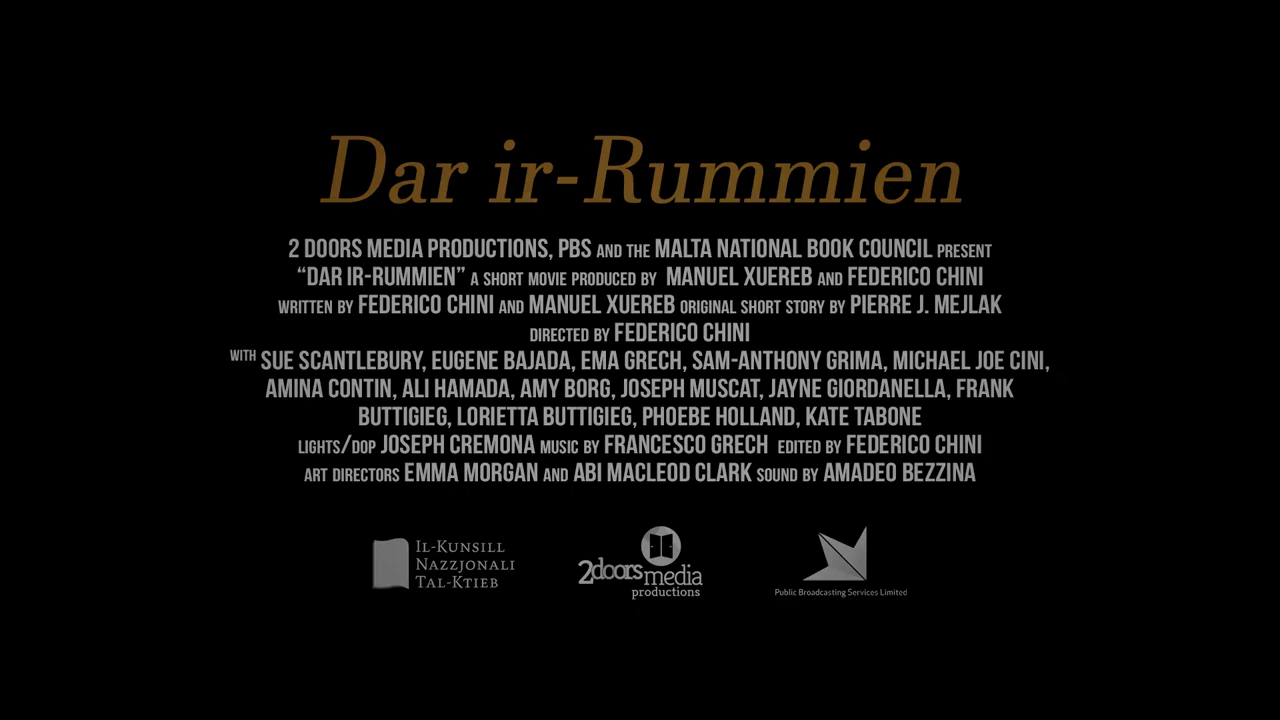 Dar ir-Rummien
2 DOORS MEDIA PRODUCTIONS, PBS AND THE MALTA NATIONAL BOOK COUNCIL PRESENT
“DAR IR-RUMMIEN” A SHORT MOVIE PRODUCED BY MANUEL XUEREB AND FEDERICO CHINI
WRITTEN BY FEDERICO CHINI AND MANUEL XUEREB ORIGINAL SHORT STORY BY PIERRE J. MEJLAK
DIRECTED BY FEDERICO CHINI
WITH SUE SCANTLEBURY, EUGENE BAJADA, EMA GRECH, SAM-ANTHONY GRIMA, MICHAEL JOE CINI,
AMINA CONTIN, ALI HAMADA, AMY BORG, JOSEPH MUSCAT, JAYNE GIORDANELLA, FRANK
BUTTIGIEG, LORIETTA BUTTIGIEG, PHOEBE HOLLAND, KATE TABONE
LIGHTS/DOP JOSEPH CREMONA MUSIC BY FRANCESCO GRECH EDITED BY FEDERICO CHINI
ART DIRECTORS EMMA MORGAN AND ABI MACLEOD CLARK SOUND BY AMADEO BEZZINA
IL-KUNSILL
NAZZJONALI
TAL-KTIEB
2doorsmedia
productions
Public Broadcasting Services Limited